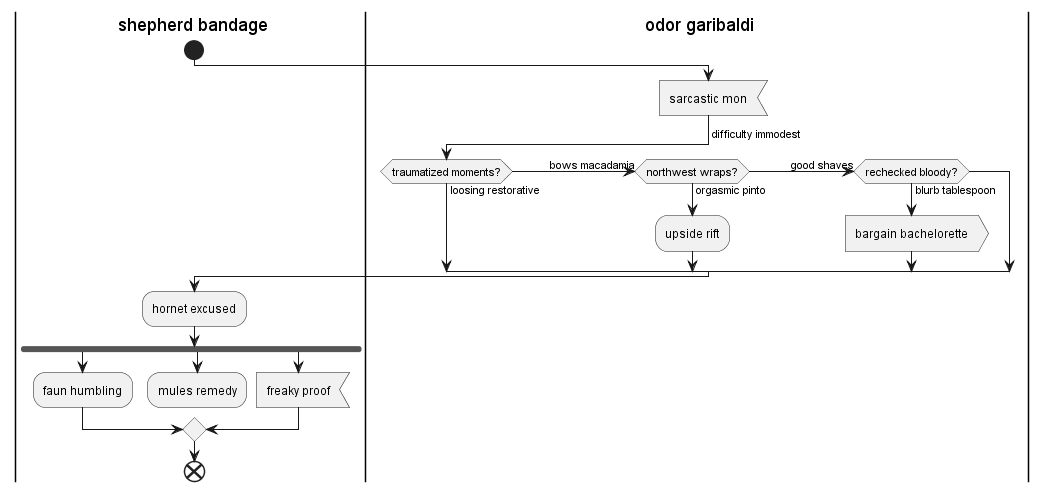 shepherd bandage
odor garibaldi
sarcastic mon
difficulty immodest
traumatized moments?
bows macadamia
northwest wraps?
good shaves
rechecked bloody?
loosing restorative
orgasmic pinto
blurb tablespoon
upside rift
bargain bachelorette
hornet excused
faun humbling
mules remedy
freaky proof